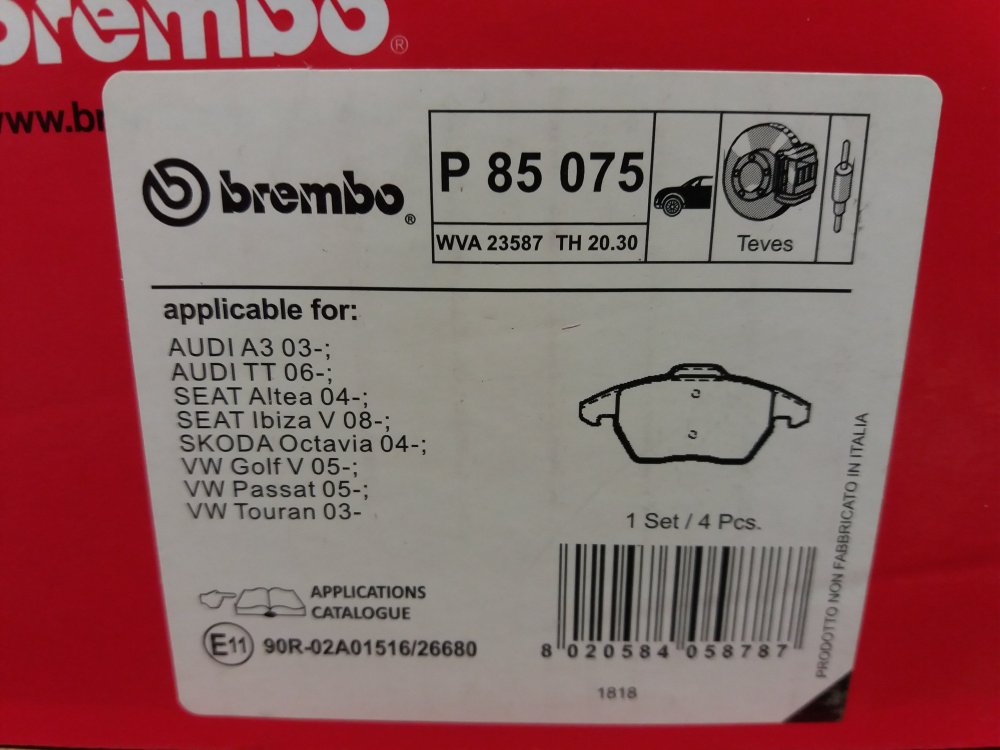 brembo®
www.br
brembo®
P 85 075
WVA 23587 TH 20.30
Teves
applicable for:
AUDI A3 03-;
AUDI TT 06-;
SEAT Altea 04-;
SEAT Ibiza V 08-;
SKODA Octavia 04-;
VW Golf V 05-;
VW Passat 05-;
VW Touran 03-
1 Set / 4 Pcs.
PRODOTTO NON FABBRICATO IN ITALIA
APPLICATIONS
CATALOGUE
E11 90R-02A01516/26680
8 020584 058787
1818